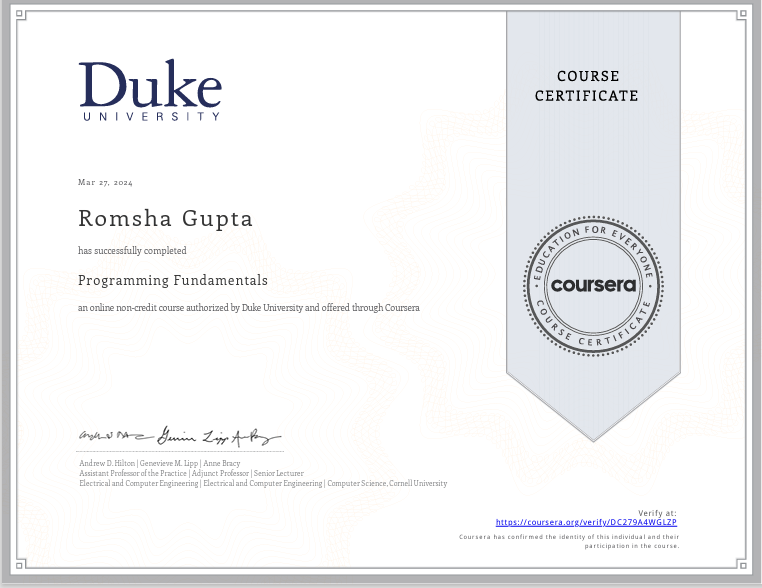 Duke
UNIVERSITY
COURSE
CERTIFICATE
Mar 27, 2024
Romsha Gupta
has successfully completed
Programming Fundamentals
an online non-credit course authorized by Duke University and offered through Coursera
EDUCATION FOR EVERYONE
coursera
COURSE CERTIFICATE
Andrew D. Hilton | Genevieve M. Lipp | Anne Bracy
Assistant Professor of the Practice | Adjunct Professor | Senior Lecturer
Electrical and Computer Engineering | Electrical and Computer Engineering | Computer Science, Cornell University
Verify at:
https://coursera.org/verify/DC279A4WGLZP
Coursera has confirmed the identity of this individual and their
participation in the course.